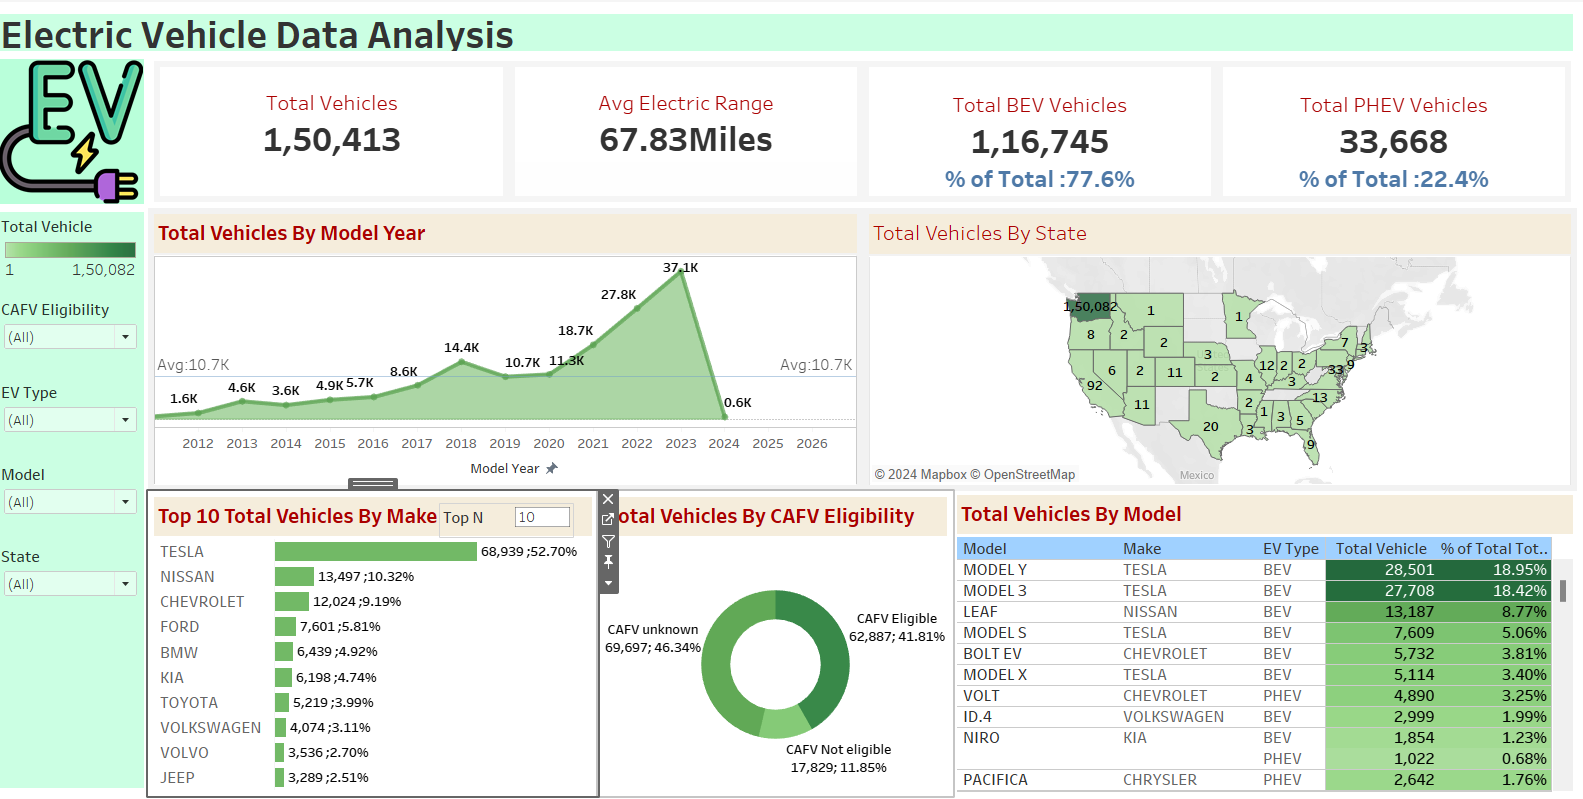 Electric Vehicle Data Analysis
EV
Total Vehicles
1,50,413
Avg Electric Range
67.83Miles
Total BEV Vehicles
1,16,745
% of Total :77.6%
Total PHEV Vehicles
33,668
% of Total :22.4%
Total Vehicle
1 1,50,082
CAFV Eligibility
(All)
EV Type
(All)
Model
(All)
State
(All)
Total Vehicles By Model Year
37.1K
27.8K
18.7K
14.4K
11.3K
10.7K
8.6K
5.7K
4.9K
3.6K
4.6K
1.6K
0.6K
Avg:10.7K Avg:10.7K
2012 2013 2014 2015 2016 2017 2018 2019 2020 2021 2022 2023 2024 2025 2026
Model Year
Total Vehicles By State
1,50,082 1 1
8 2 2 3 7 3
92 6 2 11 2 4 12 2 2 3 33 9
11 2 1 3 5 13
20 3 9
Mexico
© 2024 Mapbox © OpenStreetMap
Top 10 Total Vehicles By Make
Top N 10
TESLA 68,939 ;52.70%
NISSAN 13,497 ;10.32%
CHEVROLET 12,024 ;9.19%
FORD 7,601 ;5.81%
BMW 6,439 ;4.92%
KIA 6,198 ;4.74%
TOYOTA 5,219 ;3.99%
VOLKSWAGEN 4,074 ;3.11%
VOLVO 3,536 ;2.70%
JEEP 3,289 ;2.51%
otal Vehicles By CAFV Eligibility
CAFV unknown
69,697; 46.34%
CAFV Eligible
62,887; 41.81%
CAFV Not eligible
17,829; 11.85%
Total Vehicles By Model
Model Make EV Type Total Vehicle % of Total Tot..
MODEL Y TESLA BEV 28,501 18.95%
MODEL 3 TESLA BEV 27,708 18.42%
LEAF NISSAN BEV 13,187 8.77%
MODEL S TESLA BEV 7,609 5.06%
BOLT EV CHEVROLET BEV 5,732 3.81%
MODEL X TESLA BEV 5,114 3.40%
VOLT CHEVROLET PHEV 4,890 3.25%
ID.4 VOLKSWAGEN BEV 2,999 1.99%
NIRO KIA BEV 1,854 1.23%
PHEV 1,022 0.68%
PACIFICA CHRYSLER PHEV 2,642 1.76%